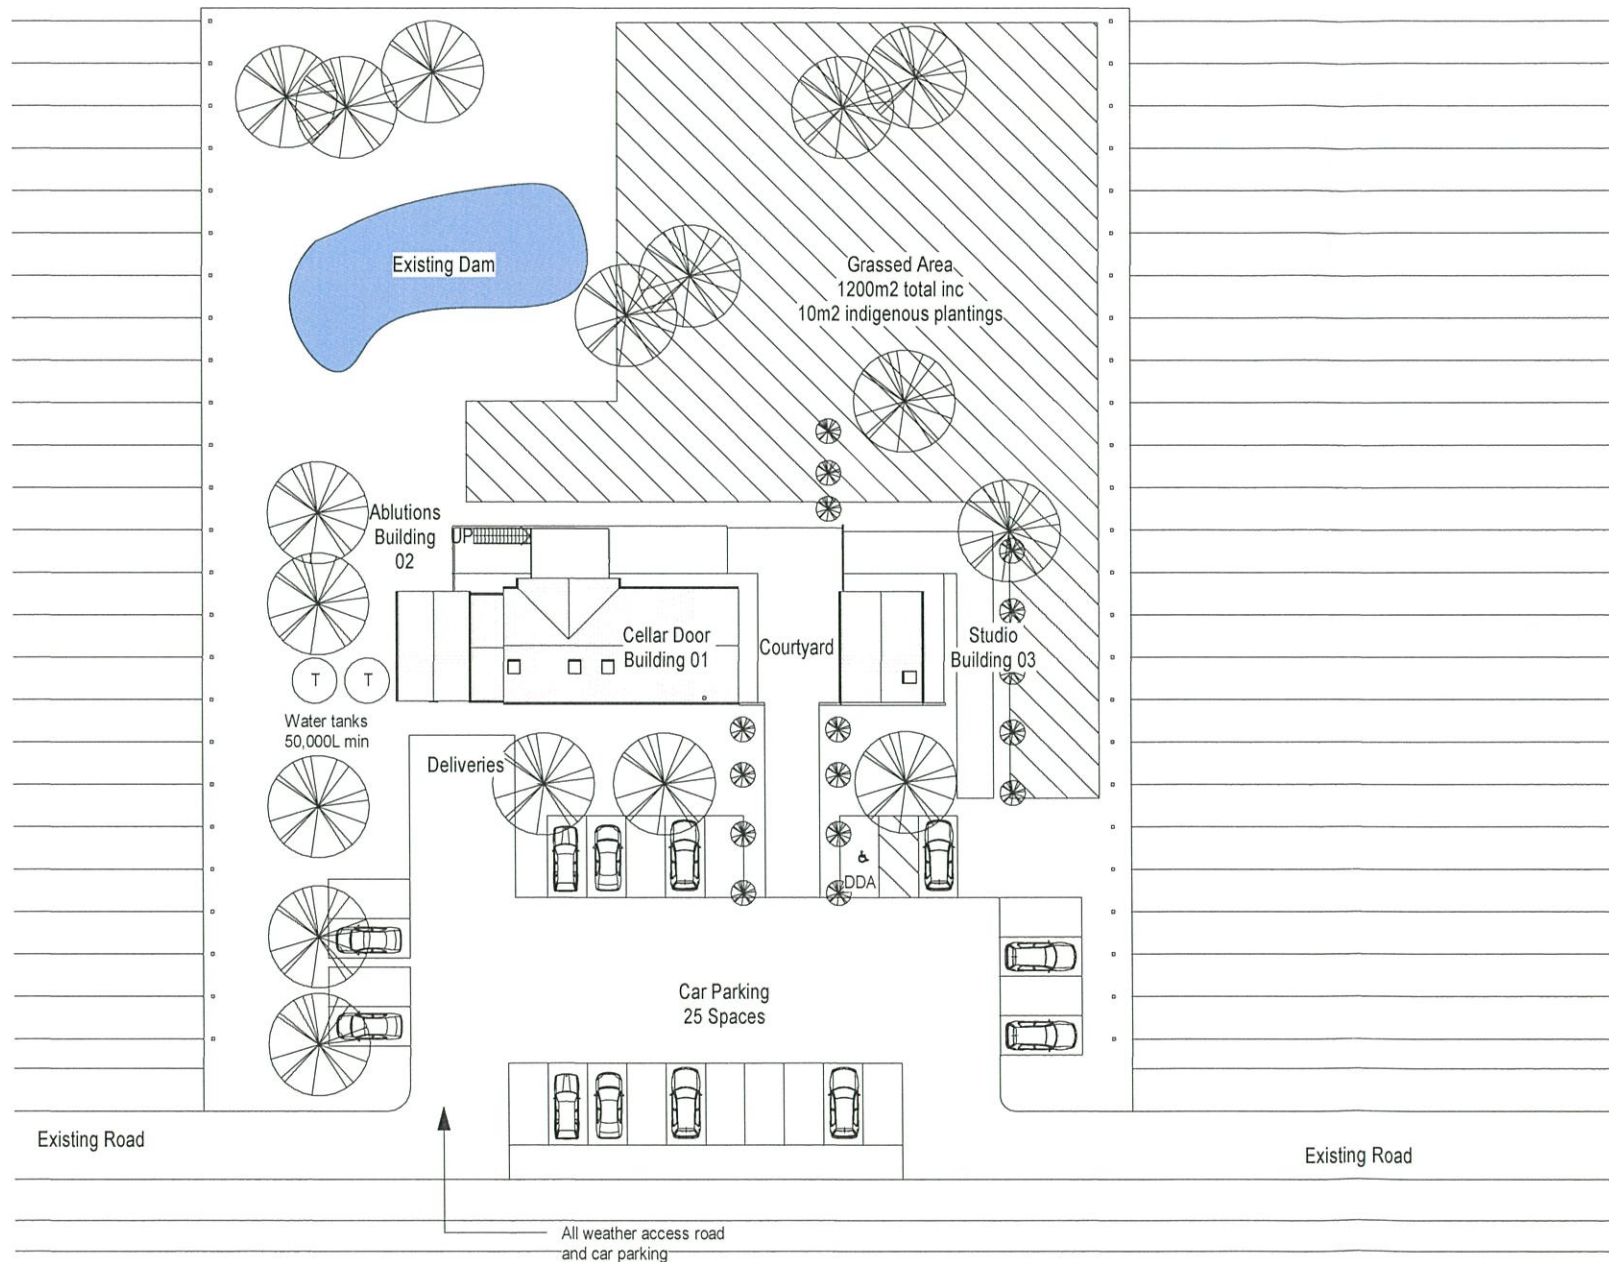 Existing Dam
Grassed Area
1200m2 total inc
10m2 indigenous plantings
Ablutions
Building
02
UP
Cellar Door
Building 01
Courtyard
Studio
Building 03
T
T
Water tanks
50,000L min
Deliveries
DDA
Car Parking
25 Spaces
Existing Road
Existing Road
All weather access road
and car parking